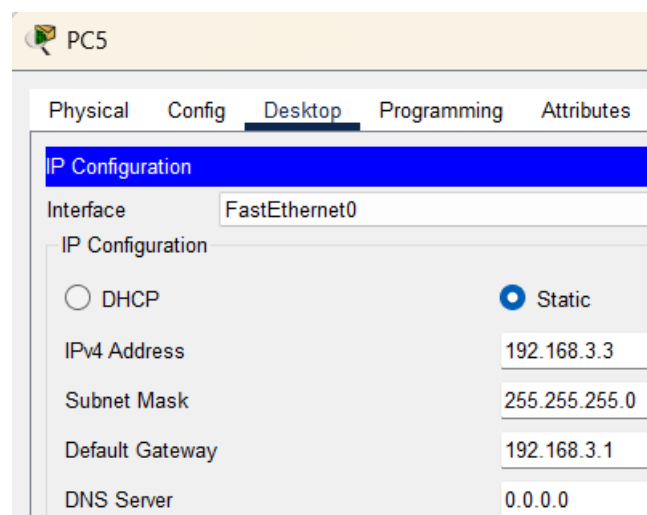 PC5
Physical Config Desktop Programming Attributes
IP Configuration
Interface FastEthernet0
IP Configuration
DHCP Static
IPv4 Address 192.168.3.3
Subnet Mask 255.255.255.0
Default Gateway 192.168.3.1
DNS Server 0.0.0.0